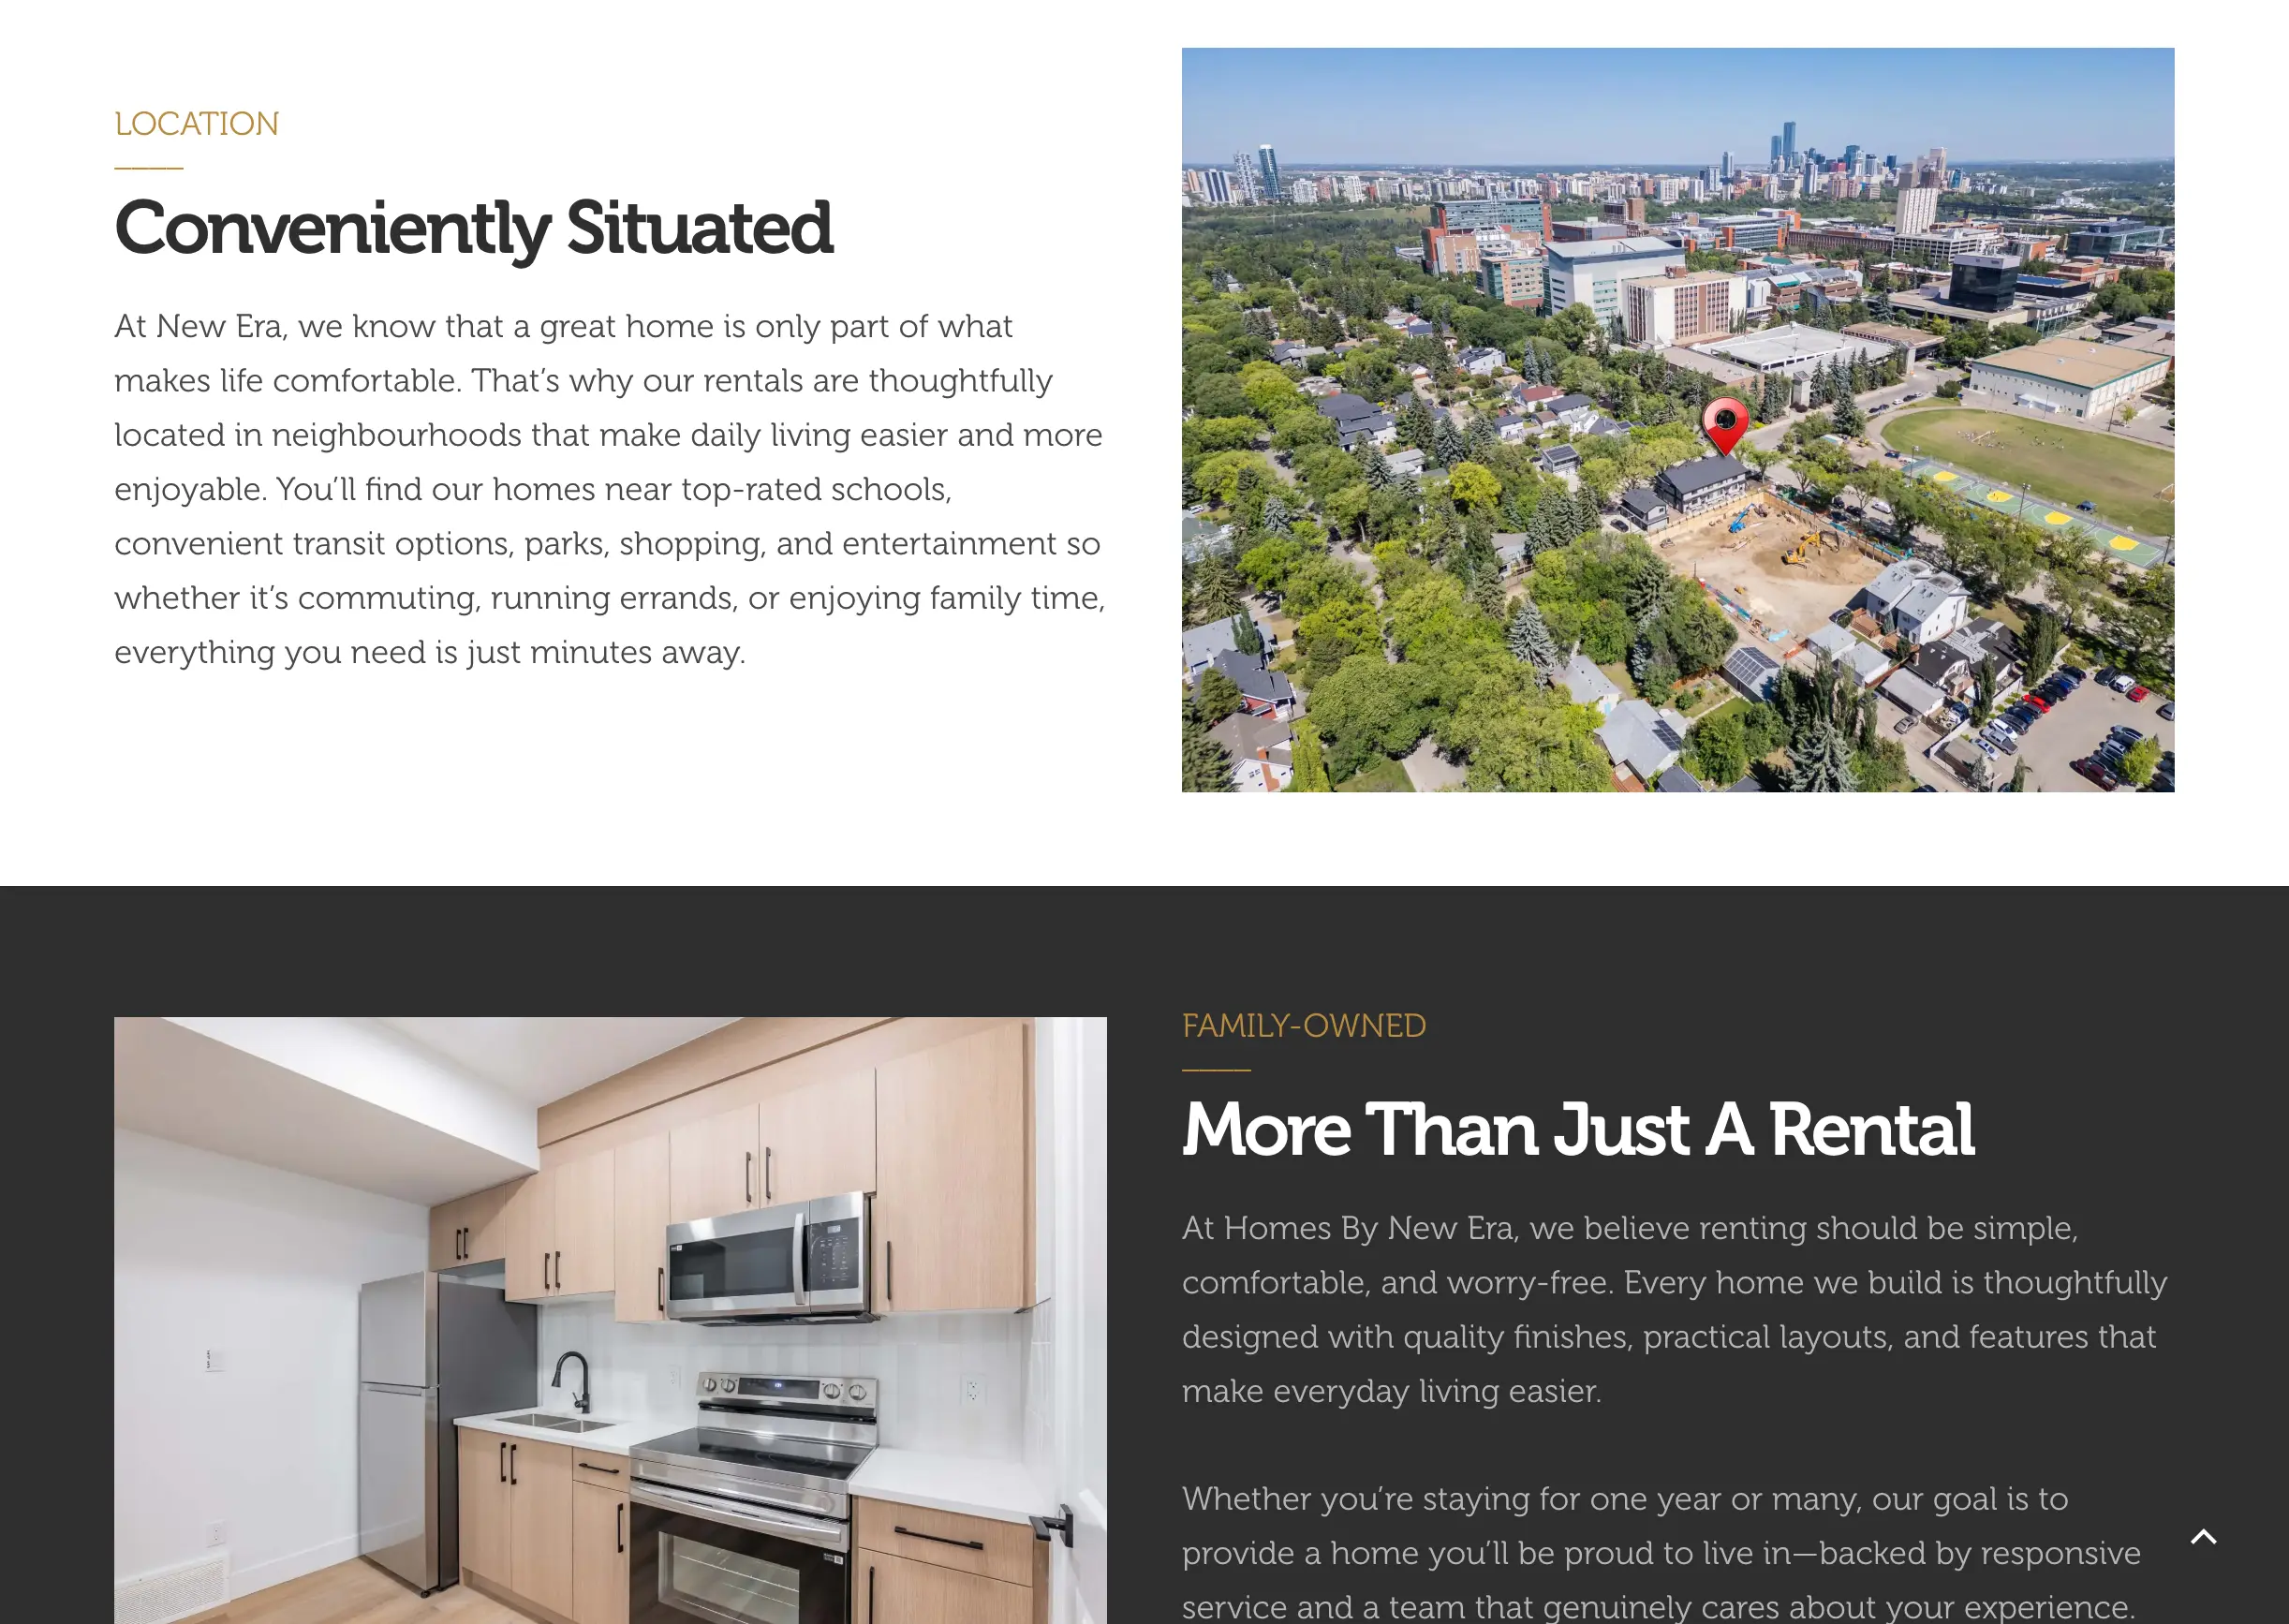 LOCATION
Conveniently Situated
At New Era, we know that a great home is only part of what
makes life comfortable. That’s why our rentals are thoughtfully
located in neighbourhoods that make daily living easier and more
enjoyable. You’ll find our homes near top-rated schools,
convenient transit options, parks, shopping, and entertainment so
whether it’s commuting, running errands, or enjoying family time,
everything you need is just minutes away.
FAMILY-OWNED
More Than Just A Rental
At Homes By New Era, we believe renting should be simple,
comfortable, and worry-free. Every home we build is thoughtfully
designed with quality finishes, practical layouts, and features that
make everyday living easier.
Whether you’re staying for one year or many, our goal is to
provide a home you’ll be proud to live in—backed by responsive
service and a team that genuinely cares about your experience.